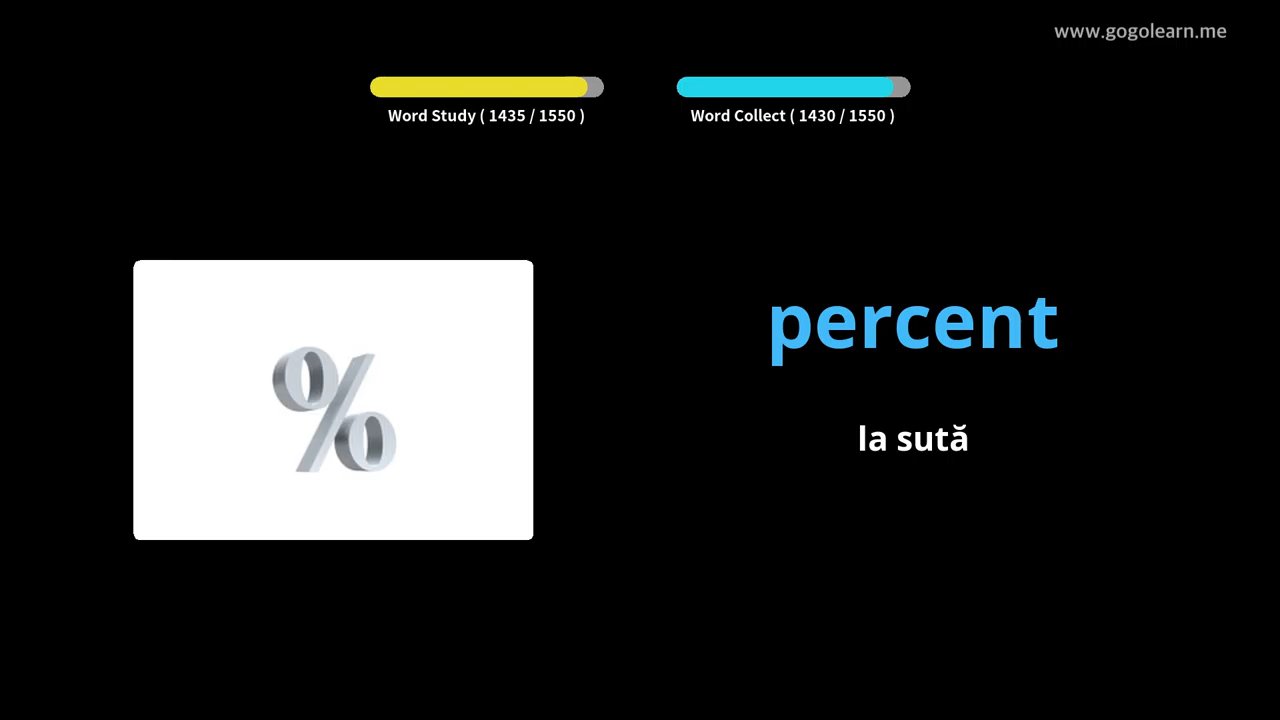 www.gogolearn.me
Word Study ( 1435 / 1550 )
Word Collect ( 1430 / 1550 )
%
percent
la sută